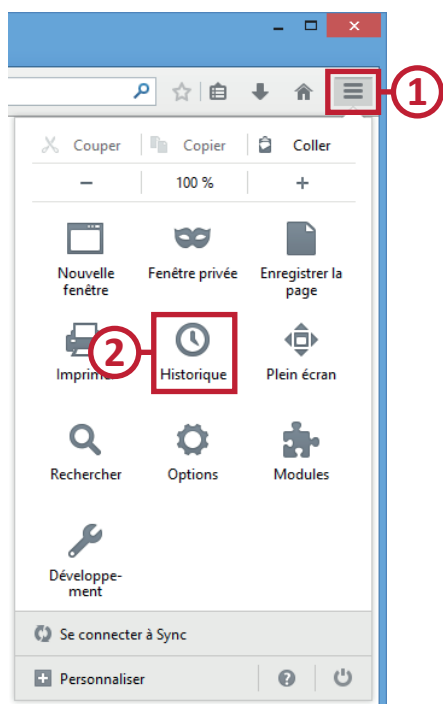 1
Couper Copier Coller
− 100 % +
Nouvelle fenêtre Fenêtre privée Enregistrer la page
2
Imprimer Historique Plein écran
Rechercher Options Modules
Développe-
ment
Se connecter à Sync
Personnaliser ?